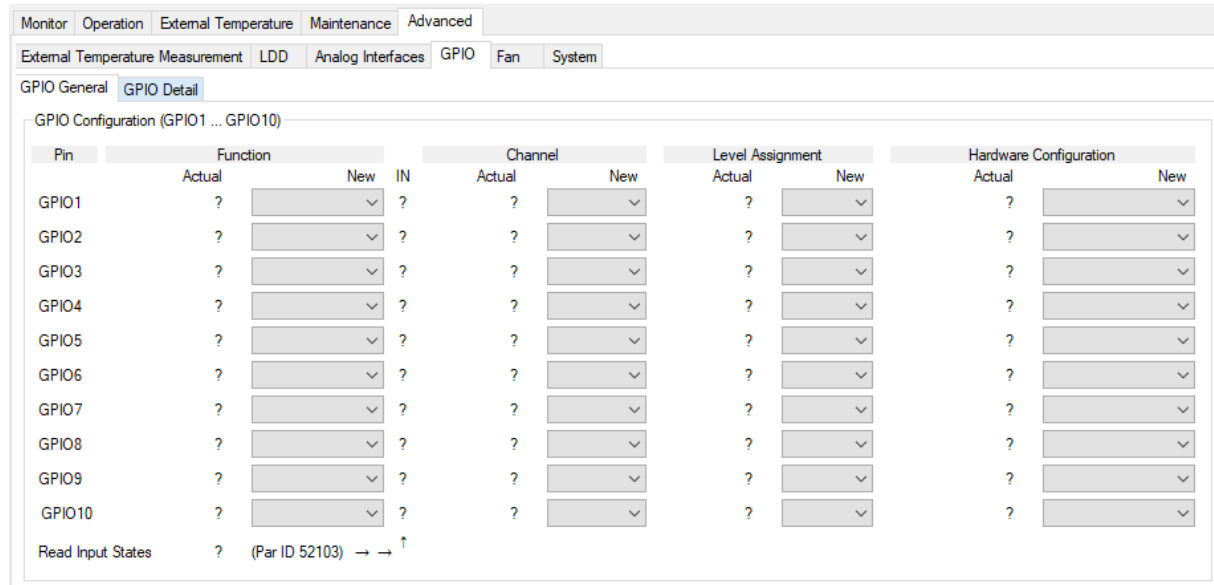 Monitor Operation External Temperature Maintenance Advanced
External Temperature Measurement LDD Analog Interfaces GPIO Fan System
GPIO General GPIO Detail
GPIO Configuration (GPIO1 ... GPIO10)
Pin Function Channel Level Assignment Hardware Configuration
Actual New IN Actual New Actual New Actual New
GPIO1 ? ? ? ? ?
GPIO2 ? ? ? ? ?
GPIO3 ? ? ? ? ?
GPIO4 ? ? ? ? ?
GPIO5 ? ? ? ? ?
GPIO6 ? ? ? ? ?
GPIO7 ? ? ? ? ?
GPIO8 ? ? ? ? ?
GPIO9 ? ? ? ? ?
GPIO10 ? ? ? ? ?
Read Input States ? (Par ID 52103) → → ↑